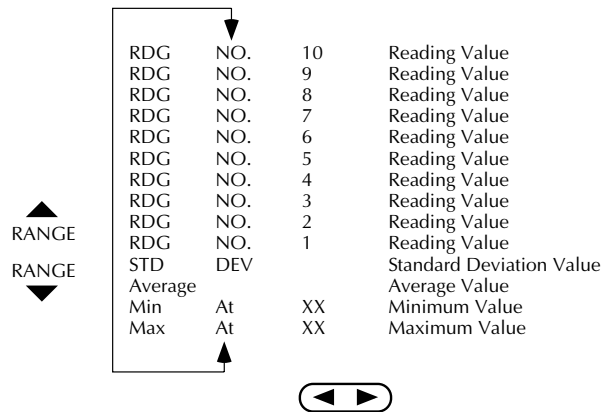 RDG NO. 10 Reading Value
RDG NO. 9 Reading Value
RDG NO. 8 Reading Value
RDG NO. 7 Reading Value
RDG NO. 6 Reading Value
RDG NO. 5 Reading Value
RDG NO. 4 Reading Value
RDG NO. 3 Reading Value
RDG NO. 2 Reading Value
RDG NO. 1 Reading Value
STD DEV Standard Deviation Value
Average Average Value
Min At XX Minimum Value
Max At XX Maximum Value
RANGE
RANGE